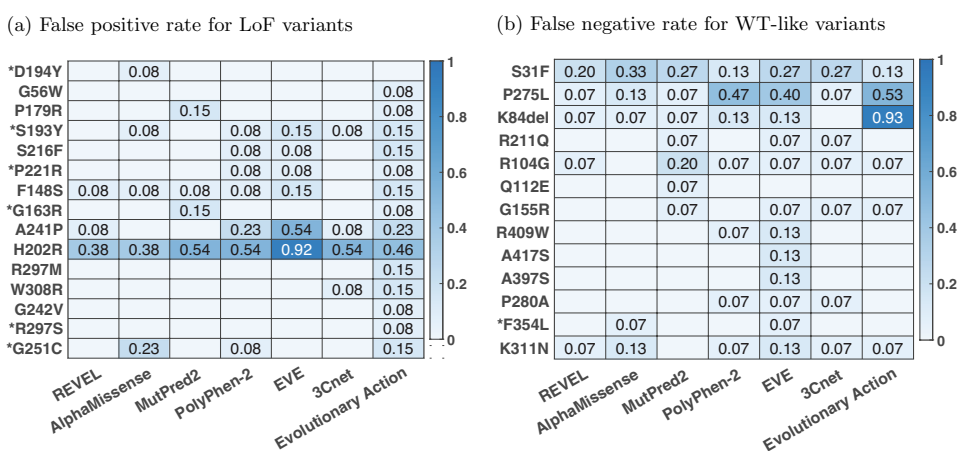 (a) False positive rate for LoF variants
*D194Y 0.08
G56W 0.08
P179R 0.15 0.08
*S193Y 0.08 0.08 0.15 0.08 0.15
S216F 0.08 0.08 0.15
*P221R 0.08 0.08 0.08
F148S 0.08 0.08 0.08 0.08 0.15 0.15
*G163R 0.15 0.08
A241P 0.08 0.23 0.54 0.08 0.23
H202R 0.38 0.38 0.54 0.54 0.92 0.54 0.46
R297M 0.15
W308R 0.08 0.15
G242V 0.08
*R297S 0.08
*G251C 0.23 0.08 0.15
REVEL
AlphaMissense
MutPred2
PolyPhen-2
EVE
3Cnet
Evolutionary Action
1
0.8
0.6
0.4
0.2
0
(b) False negative rate for WT-like variants
S31F 0.20 0.33 0.27 0.13 0.27 0.27 0.13
P275L 0.07 0.13 0.07 0.47 0.40 0.07 0.53
K84del 0.07 0.07 0.07 0.13 0.13 0.93
R211Q 0.07 0.07 0.07
R104G 0.07 0.20 0.07 0.07 0.07 0.07
Q112E 0.07
G155R 0.07 0.07 0.07 0.07
R409W 0.07 0.13
A417S 0.13
A397S 0.13
P280A 0.07 0.07 0.07
*F354L 0.07 0.07
K311N 0.07 0.13 0.07 0.13 0.07 0.07
REVEL
AlphaMissense
MutPred2
PolyPhen-2
EVE
3Cnet
Evolutionary Action
1
0.8
0.6
0.4
0.2
0